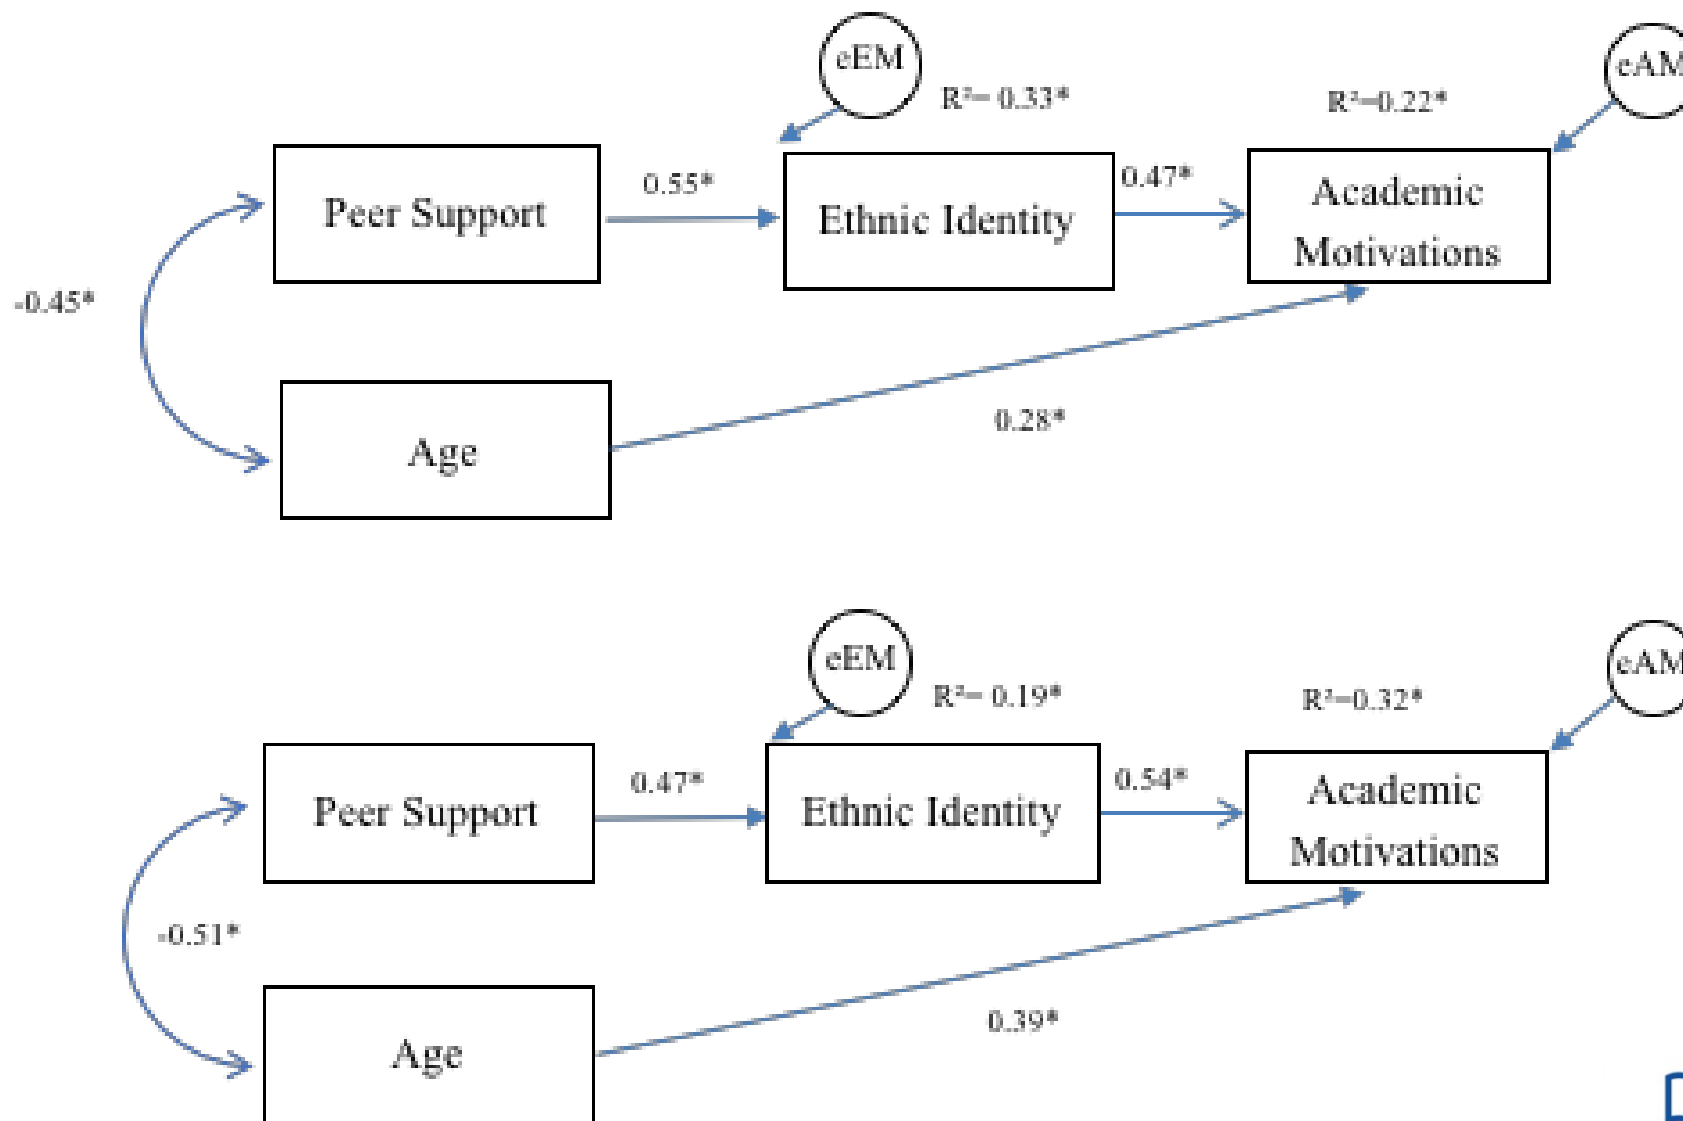 eEM
eAM
R²= 0.33*
R²=0.22*
0.55*
0.47*
Peer Support
Ethnic Identity
Academic
Motivations
-0.45*
0.28*
Age
eEM
eAM
R²= 0.19*
R²=0.32*
0.47*
0.54*
Peer Support
Ethnic Identity
Academic
Motivations
-0.51*
0.39*
Age